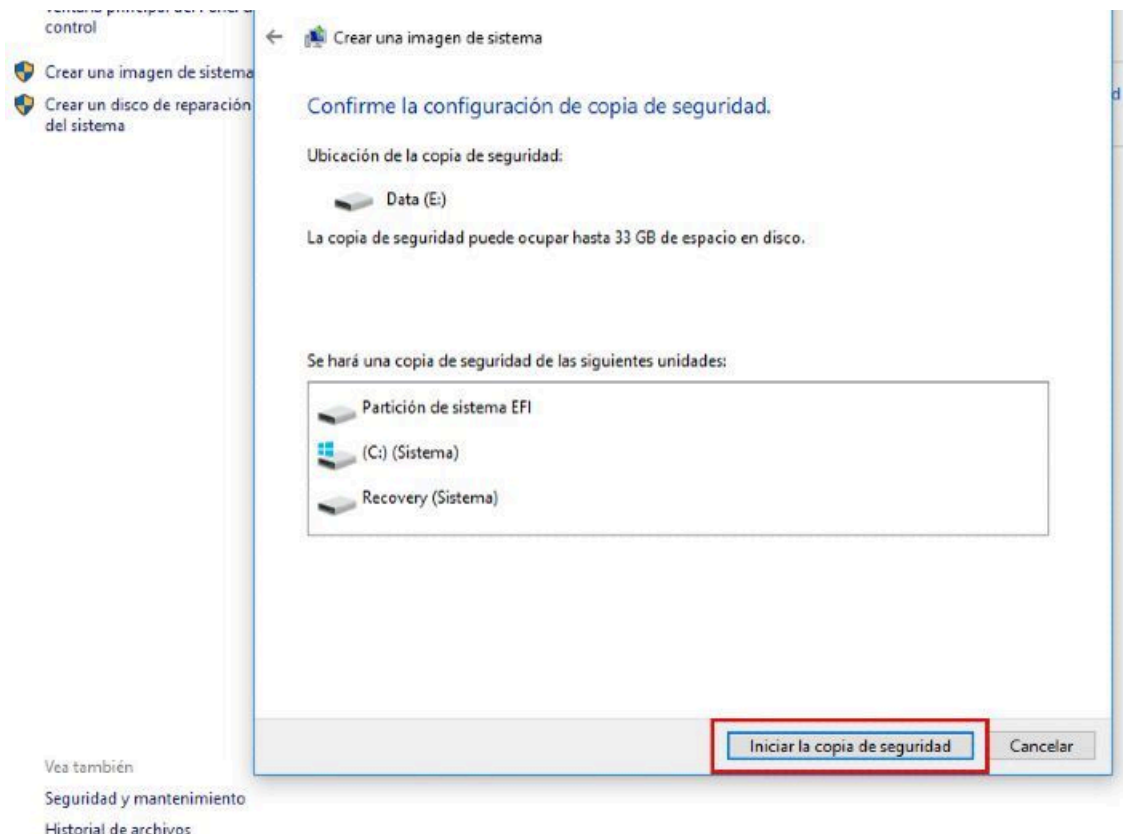 control
Crear una imagen de sistema
Crear un disco de reparación
del sistema
Crear una imagen de sistema
Confirme la configuración de copia de seguridad.
Ubicación de la copia de seguridad:
Data (E:)
La copia de seguridad puede ocupar hasta 33 GB de espacio en disco.
Se hará una copia de seguridad de las siguientes unidades:
Partición de sistema EFI
(C:) (Sistema)
Recovery (Sistema)
Iniciar la copia de seguridad
Cancelar
Vea también
Seguridad y mantenimiento
Historial de archivos